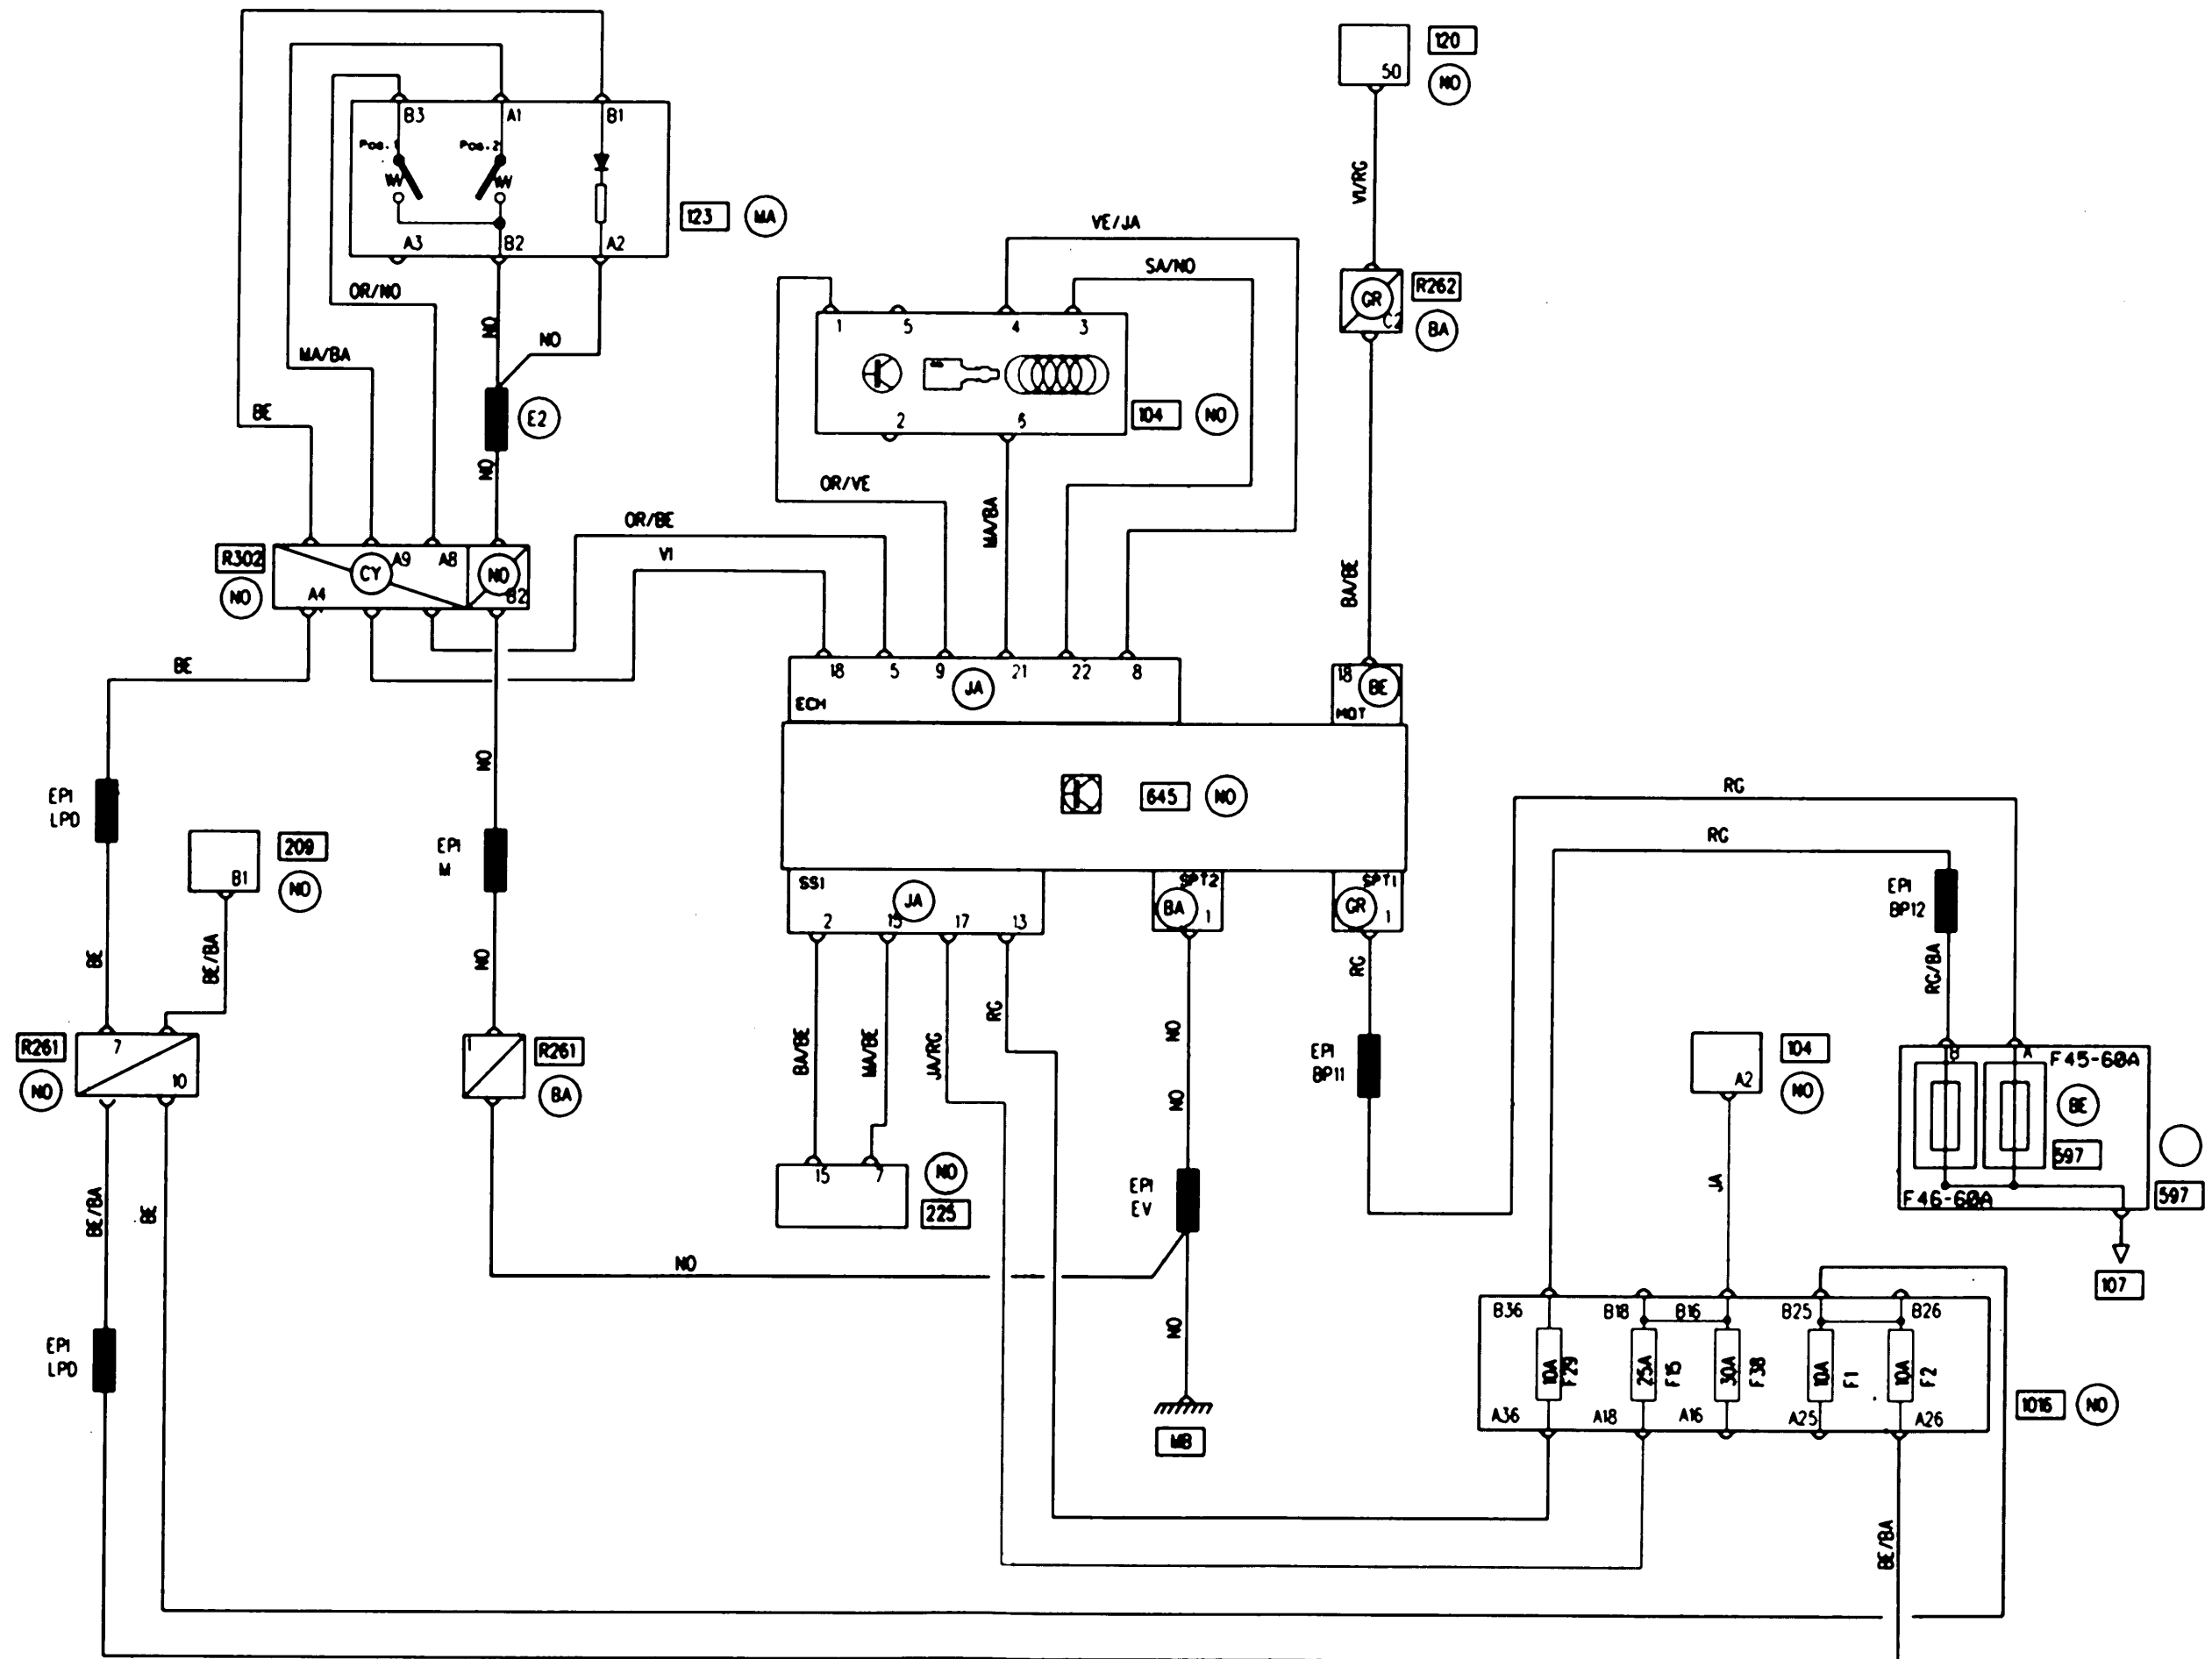 120
50
NO
B3
A1
B1
Pos. 1
Pos. 2
A3
B2
A2
123
MA
VI/RG
VE/JA
SA/NO
OR/NO
NO
NO
MA/BA
BE
E2
NO
1
5
4
3
2
6
104
NO
GR
C2
R262
BA
OR/VE
MA/BA
OR/BE
VI
BA/BE
R302
NO
CY
A9
A8
A4
NO
B2
BE
18
5
9
21
22
8
ECM
JA
18
BE
MOT
NO
645
NO
RG
RG
EP1
LPD
209
B1
NO
EP1
M
SS1
JA
2
15
17
13
SPT2
BA
1
SPT1
GR
1
EP1
BP12
RG/BA
BE
BE/BA
NO
RG
RG
R261
NO
7
10
1
R261
BA
BA/BE
MA/BE
JA/RG
NO
NO
EP1
BP11
104
A2
NO
B
A
F45-60A
BE
597
F46-60A
597
BE/BA
BE
15
7
NO
225
EP1
EV
JA
NO
107
EP1
LPD
NO
MB
B36
B18
B16
B25
B26
10A
F29
25A
F15
30A
F38
10A
F1
10A
F2
A36
A18
A16
A25
A26
1016
NO
BE/BA